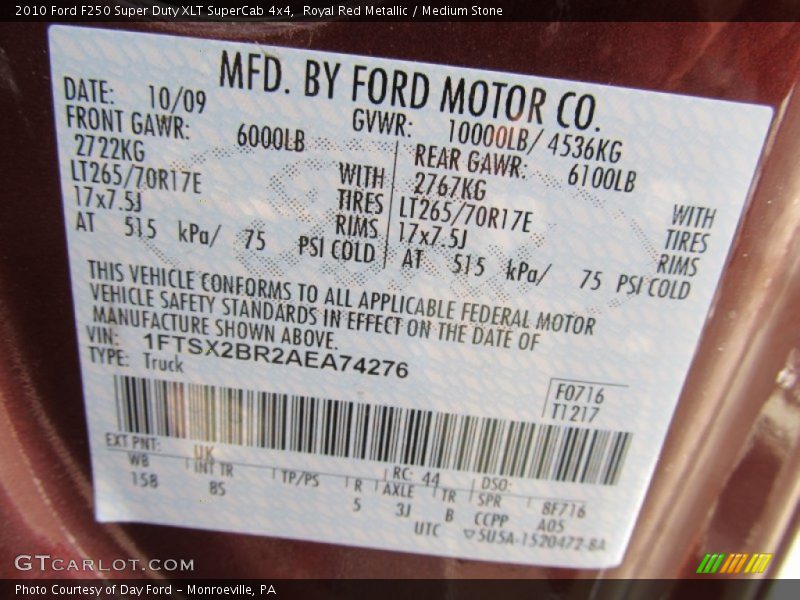 2010 Ford F250 Super Duty XLT SuperCab 4x4,  Royal Red Metallic / Medium Stone
MFD. BY FORD MOTOR CO.
DATE: 10/09 GVWR: 10000LB/ 4536KG
FRONT GAWR: 6000LB REAR GAWR: 6100LB
2722KG WITH 2767KG WITH
LT265/70R17E TIRES LT265/70R17E TIRES
17x7.5J RIMS 17x7.5J RIMS
AT 515 kPa/ 75 PSI COLD AT 515 kPa/ 75 PSI COLD
THIS VEHICLE CONFORMS TO ALL APPLICABLE FEDERAL MOTOR
VEHICLE SAFETY STANDARDS IN EFFECT ON THE DATE OF
MANUFACTURE SHOWN ABOVE.
VIN: 1FTSX2BR2AEA74276
TYPE: Truck
F0716
T1217
EXT PNT: UK RC: 44 DSO:
WB INT TR TP/PS R AXLE TR SPR 8F716
158 8S 5 3J B CCPP A05
UTC ▽5U5A-1520472-8A
GTCARLOT.COM
Photo Courtesy of Day Ford – Monroeville, PA